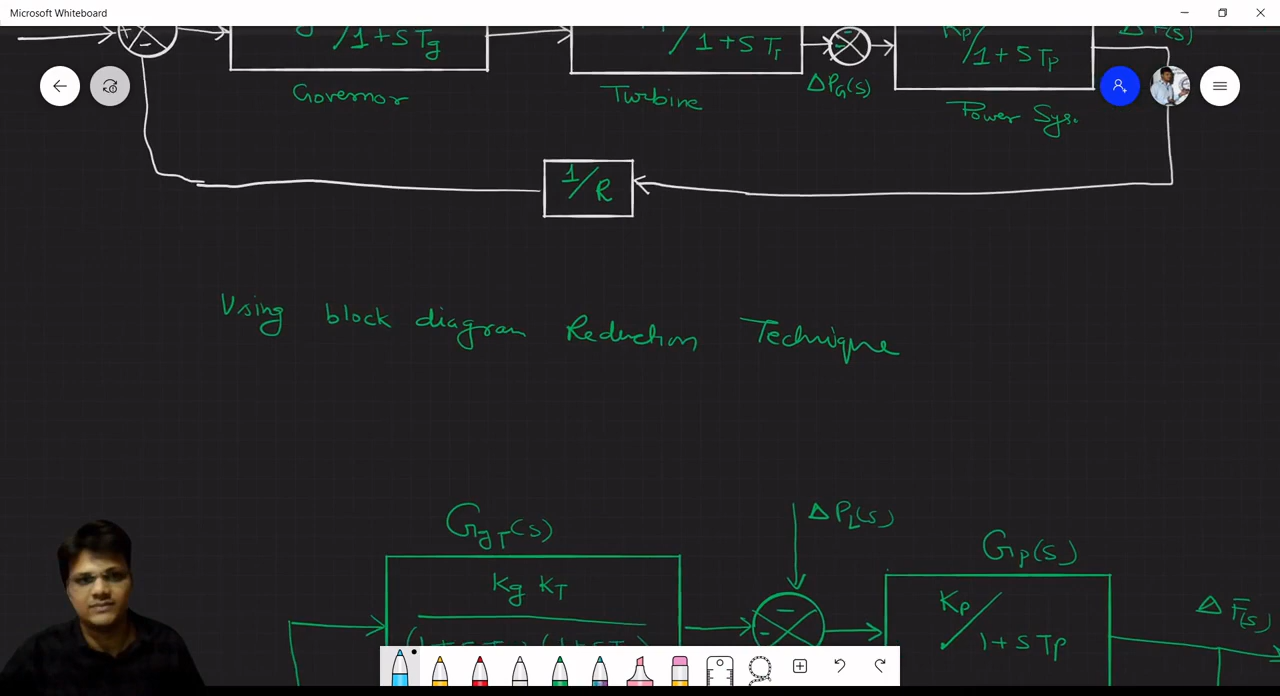 Microsoft Whiteboard
1+STg
1+STr
Kp
1+STp
ΔF(s)
Governor
Turbine
ΔPG(s)
Power Sys.
1/R
Using block diagram Reduction Technique
GgT(s)
ΔPL(s)
Gp(s)
Kg KT
Kp
1+STp
ΔF(s)